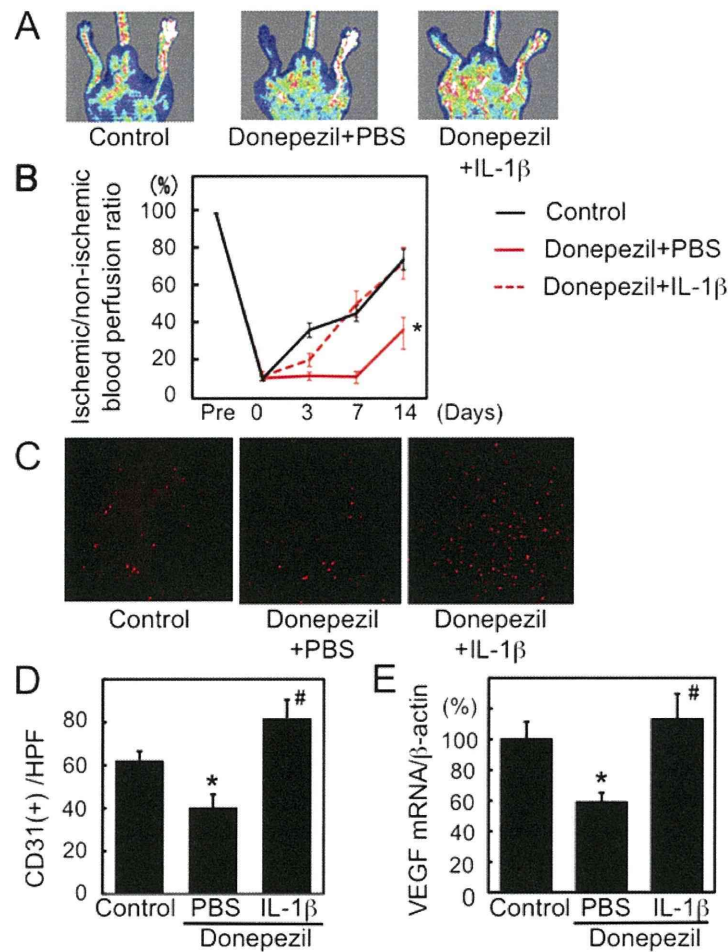 A
Control
Donepezil+PBS
Donepezil
+IL-1β
B
(%)
Ischemic/non-ischemic
blood perfusion ratio
100
80
60
40
20
0
Pre 0 3 7 14 (Days)
*
Control
Donepezil+PBS
Donepezil+IL-1β
C
Control
Donepezil
+PBS
Donepezil
+IL-1β
D
CD31(+) /HPF
80
60
40
20
0
*
#
Control PBS IL-1β
Donepezil
E
VEGF mRNA/β-actin
(%)
100
80
60
40
20
0
*
#
Control PBS IL-1β
Donepezil